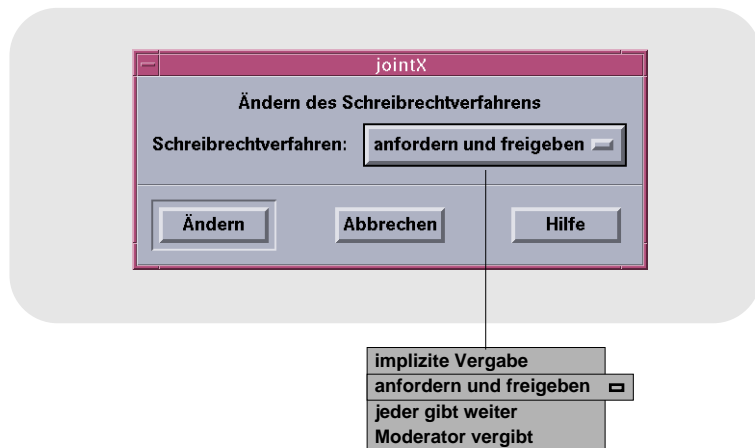 jointX
Ändern des Schreibrechtverfahrens
Schreibrechtverfahren: anfordern und freigeben
Ändern Abbrechen Hilfe
implizite Vergabe
anfordern und freigeben
jeder gibt weiter
Moderator vergibt